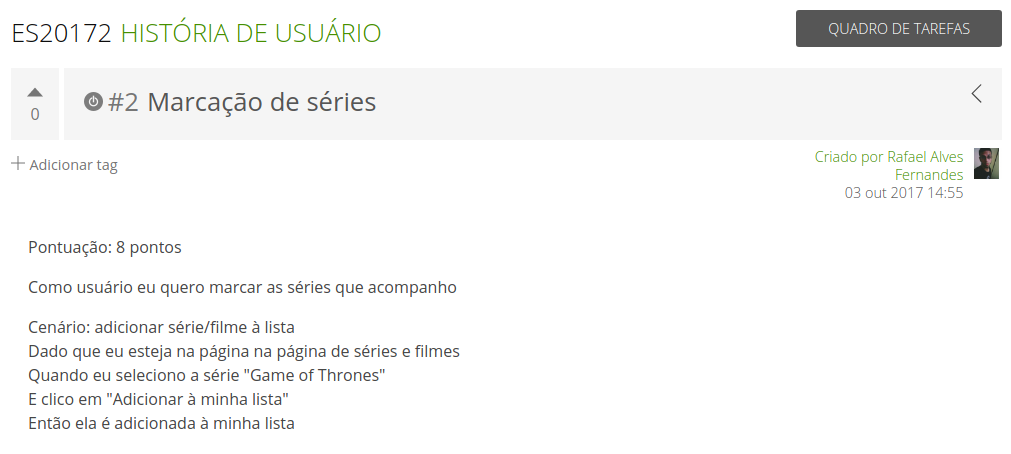 ES20172 HISTÓRIA DE USUÁRIO
QUADRO DE TAREFAS
0
#2 Marcação de séries
Adicionar tag
Criado por Rafael Alves
Fernandes
03 out 2017 14:55
Pontuação: 8 pontos
Como usuário eu quero marcar as séries que acompanho
Cenário: adicionar série/filme à lista
Dado que eu esteja na página na página de séries e filmes
Quando eu seleciono a série "Game of Thrones"
E clico em "Adicionar à minha lista"
Então ela é adicionada à minha lista